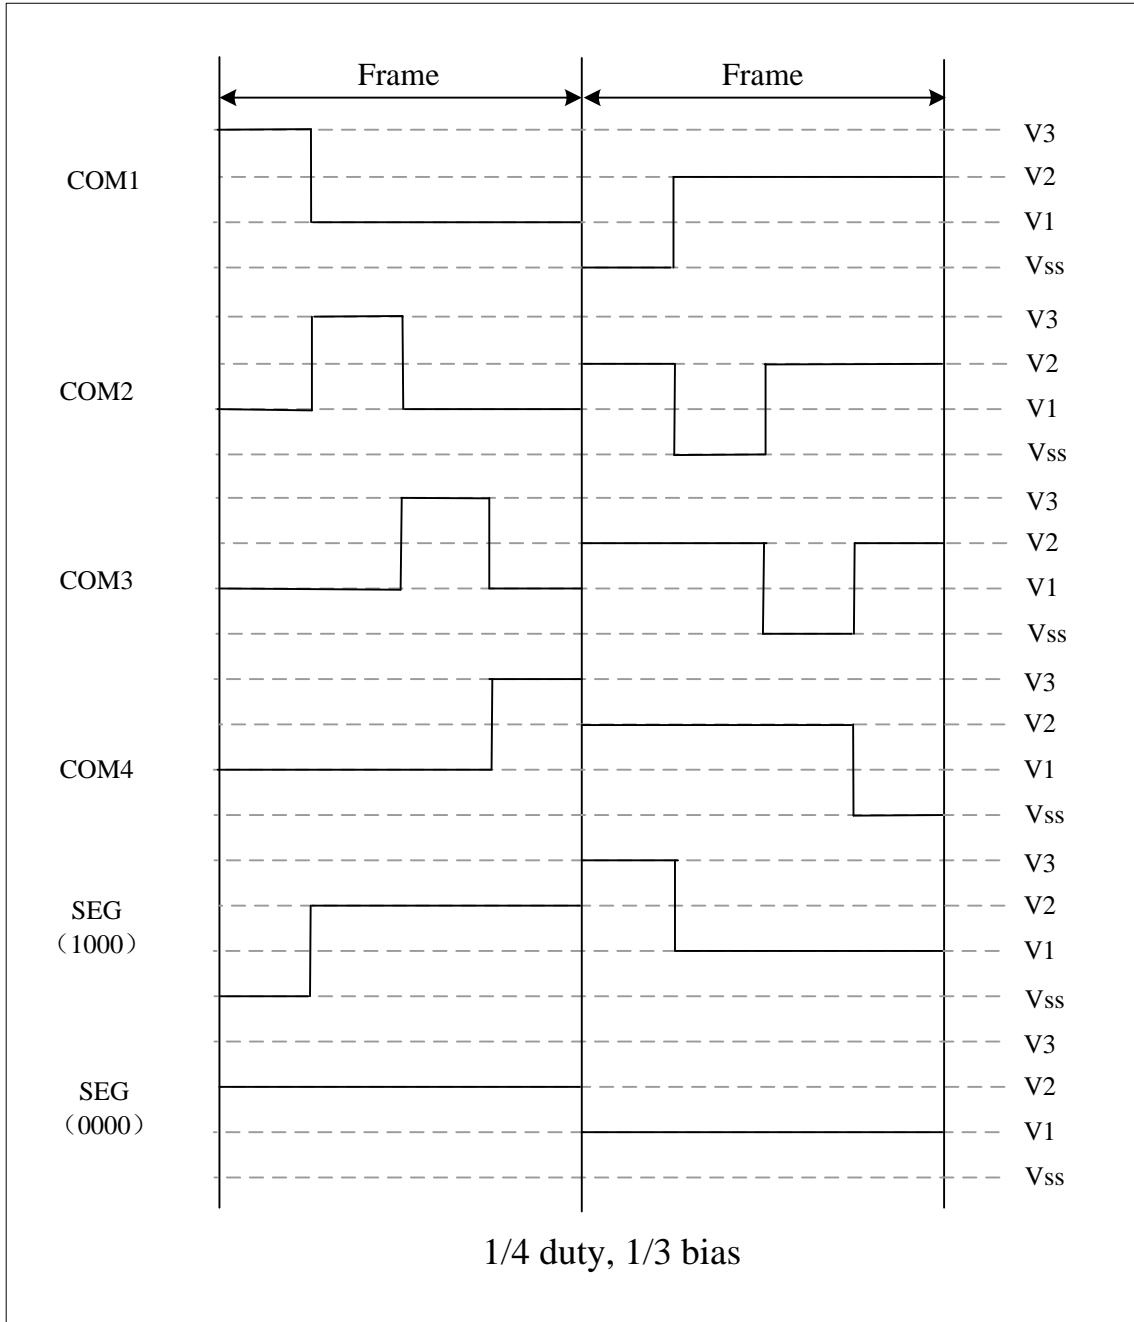 Frame Frame
V3
COM1 V2
V1
Vss
V3
V2
COM2 V1
Vss
V3
V2
COM3 V1
Vss
V3
V2
COM4 V1
Vss
V3
SEG V2
（1000） V1
Vss
V3
SEG V2
（0000） V1
Vss
1/4 duty, 1/3 bias